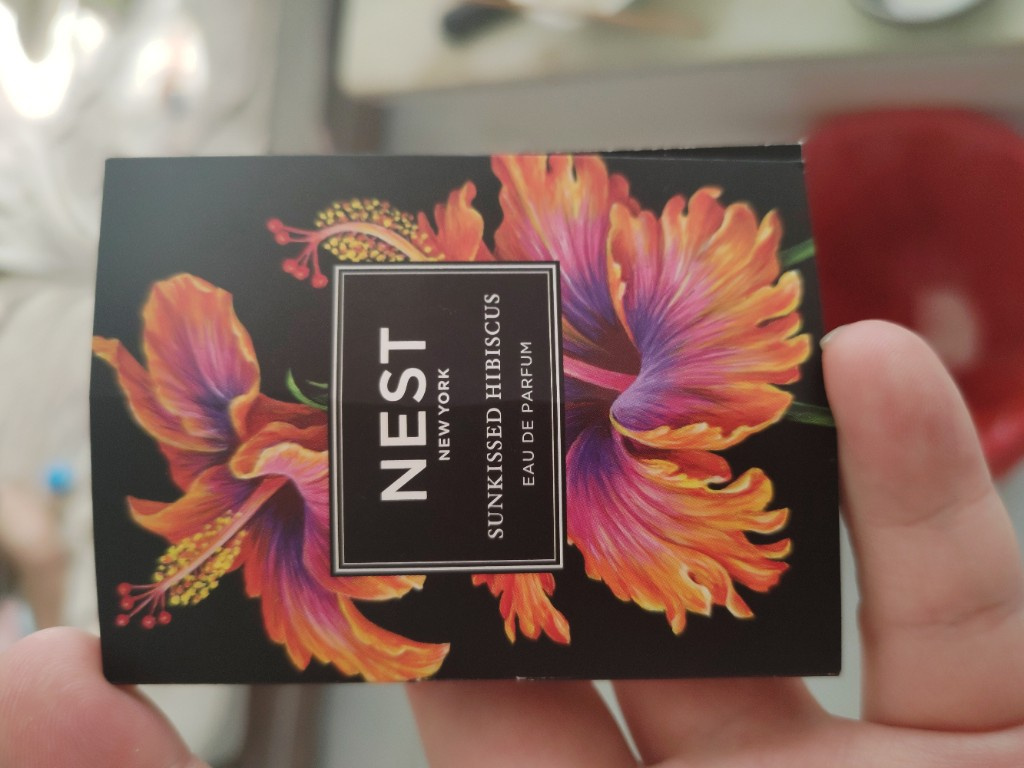 NEST
NEW YORK
SUNKISSED HIBISCUS
EAU DE PARFUM